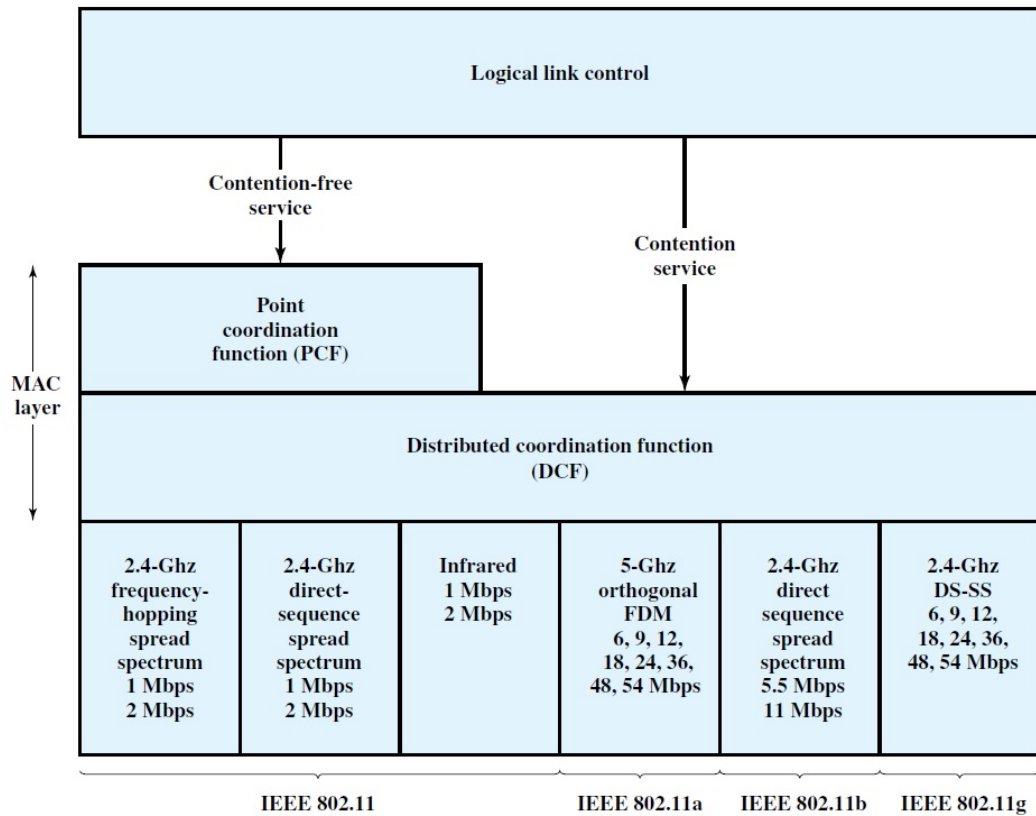 Logical link control
Contention-free
service
Contention
service
Point
coordination
function (PCF)
MAC
layer
Distributed coordination function
(DCF)
2.4-Ghz
frequency-
hopping
spread
spectrum
1 Mbps
2 Mbps
2.4-Ghz
direct-
sequence
spread
spectrum
1 Mbps
2 Mbps
Infrared
1 Mbps
2 Mbps
5-Ghz
orthogonal
FDM
6, 9, 12,
18, 24, 36,
48, 54 Mbps
2.4-Ghz
direct
sequence
spread
spectrum
5.5 Mbps
11 Mbps
2.4-Ghz
DS-SS
6, 9, 12,
18, 24, 36,
48, 54 Mbps
IEEE 802.11
IEEE 802.11a
IEEE 802.11b
IEEE 802.11g